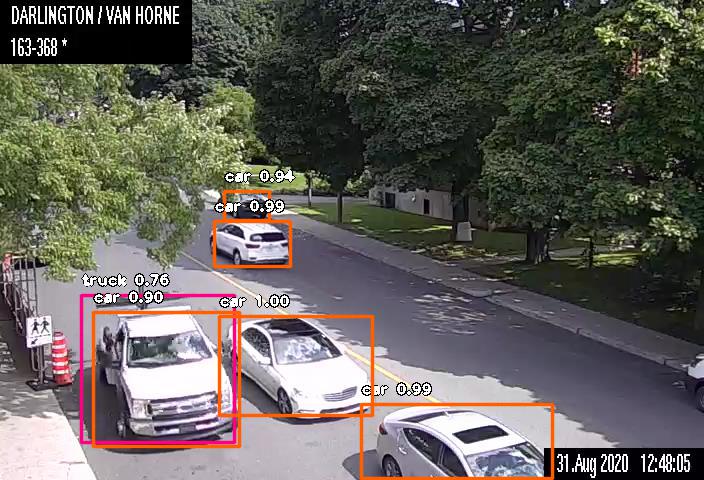 DARLINGTON / VAN HORNE
163-368 *
car 0.94
car 0.99
truck 0.76
car 0.90
car 1.00
car 0.99
31.Aug 2020 12:48:05